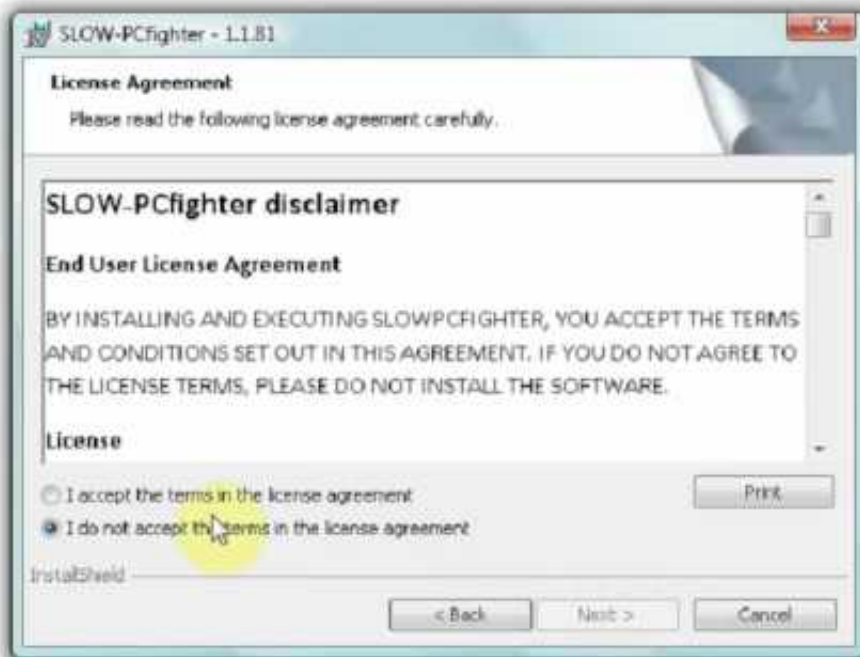 SLOW-PCfighter - 1.1.81
License Agreement
Please read the following license agreement carefully.
SLOW-PCfighter disclaimer
End User License Agreement
BY INSTALLING AND EXECUTING SLOWPCFIGHTER, YOU ACCEPT THE TERMS
AND CONDITIONS SET OUT IN THIS AGREEMENT. IF YOU DO NOT AGREE TO
THE LICENSE TERMS, PLEASE DO NOT INSTALL THE SOFTWARE.
License
I accept the terms in the license agreement
Print
I do not accept the terms in the license agreement
InstallShield
< Back
Next >
Cancel